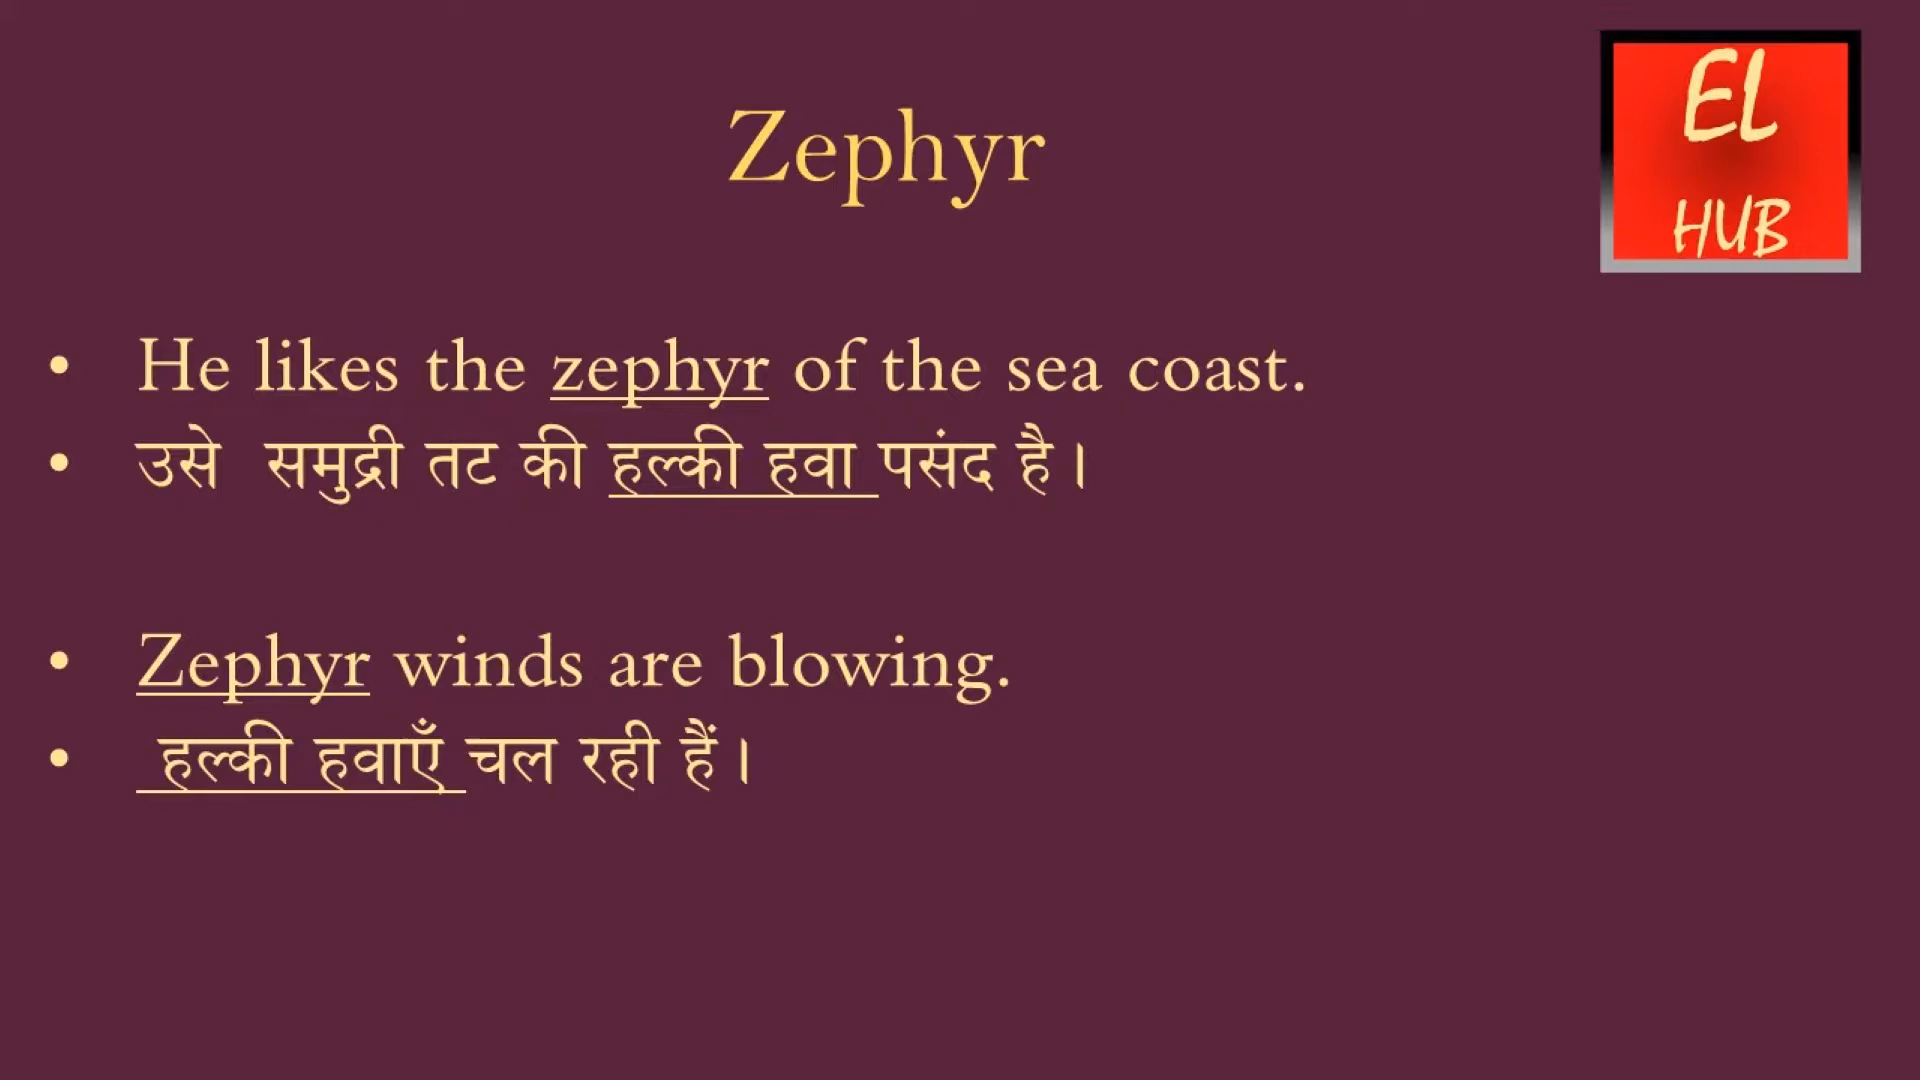 EL
HUB
Zephyr
• He likes the zephyr of the sea coast.
• उसे समुद्री तट की हल्की हवा पसंद है।
• Zephyr winds are blowing.
• हल्की हवाएँ चल रही हैं।